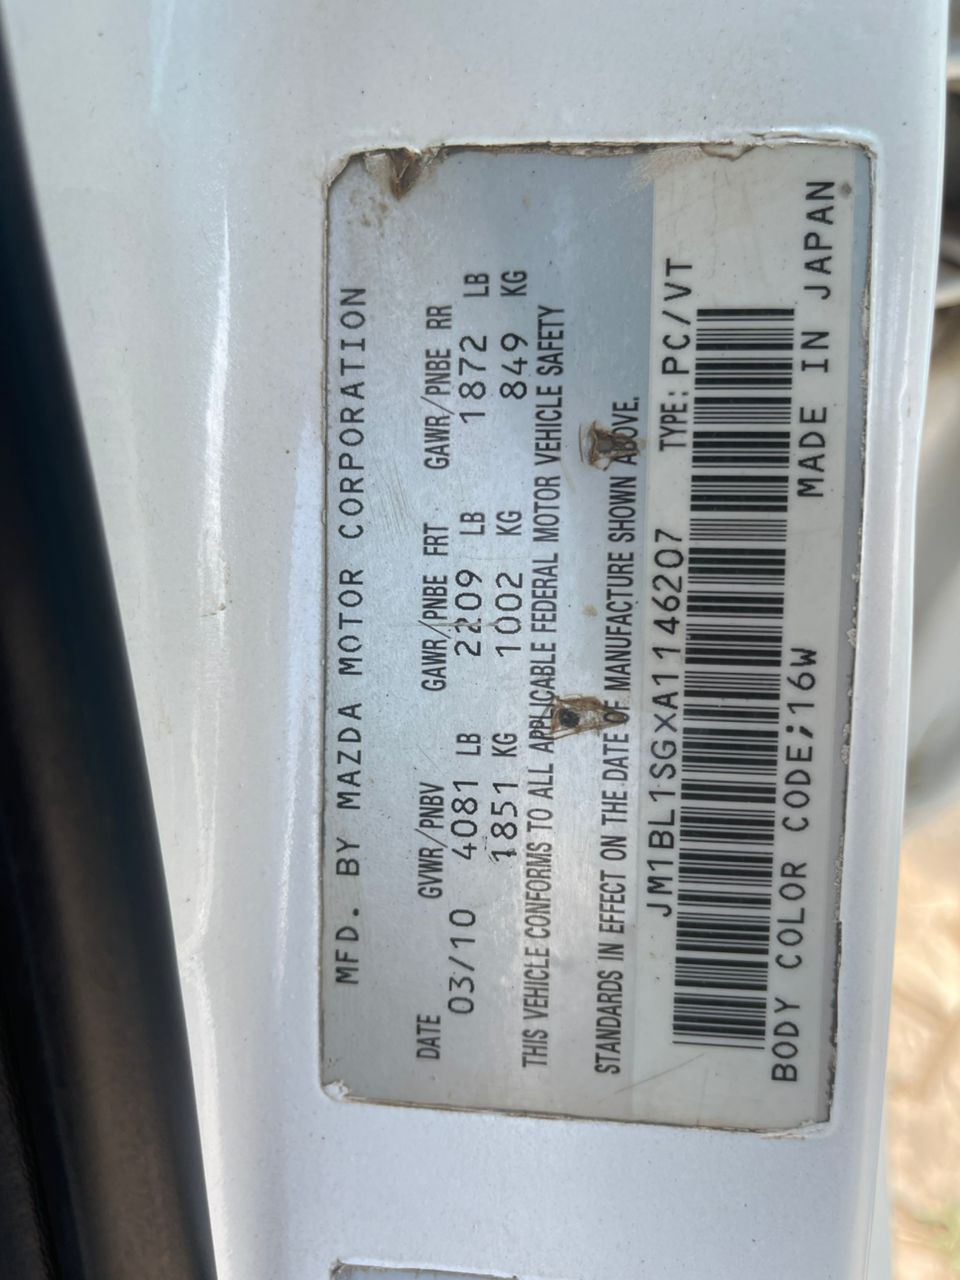 MFD. BY MAZDA MOTOR CORPORATION
DATE GVWR/PNBV GAWR/PNBE FRT GAWR/PNBE RR
03/10 4081 LB 2209 LB 1872 LB
1851 KG 1002 KG 849 KG
THIS VEHICLE CONFORMS TO ALL APPLICABLE FEDERAL MOTOR VEHICLE SAFETY
STANDARDS IN EFFECT ON THE DATE OF MANUFACTURE SHOWN ABOVE.
JM1BL1SGXA1146207 TYPE: PC/VT
BODY COLOR CODE;16W MADE IN JAPAN